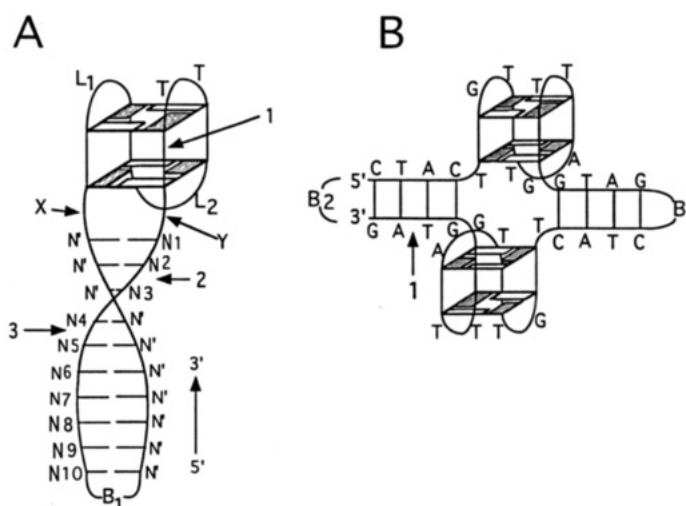 A
L1
T
T
1
L2
X
Y
N' N1
N' N2
2
N' N3
3
N4 N'
N5 N'
N6 N'
3'
N7 N'
N8 N'
N9 N'
5'
N10 N'
B1
B
T
T
T
G
A
5' C T A C
T T G G T A G
B2
B
3' G A T G G T T C A T C
A
1
T T T G